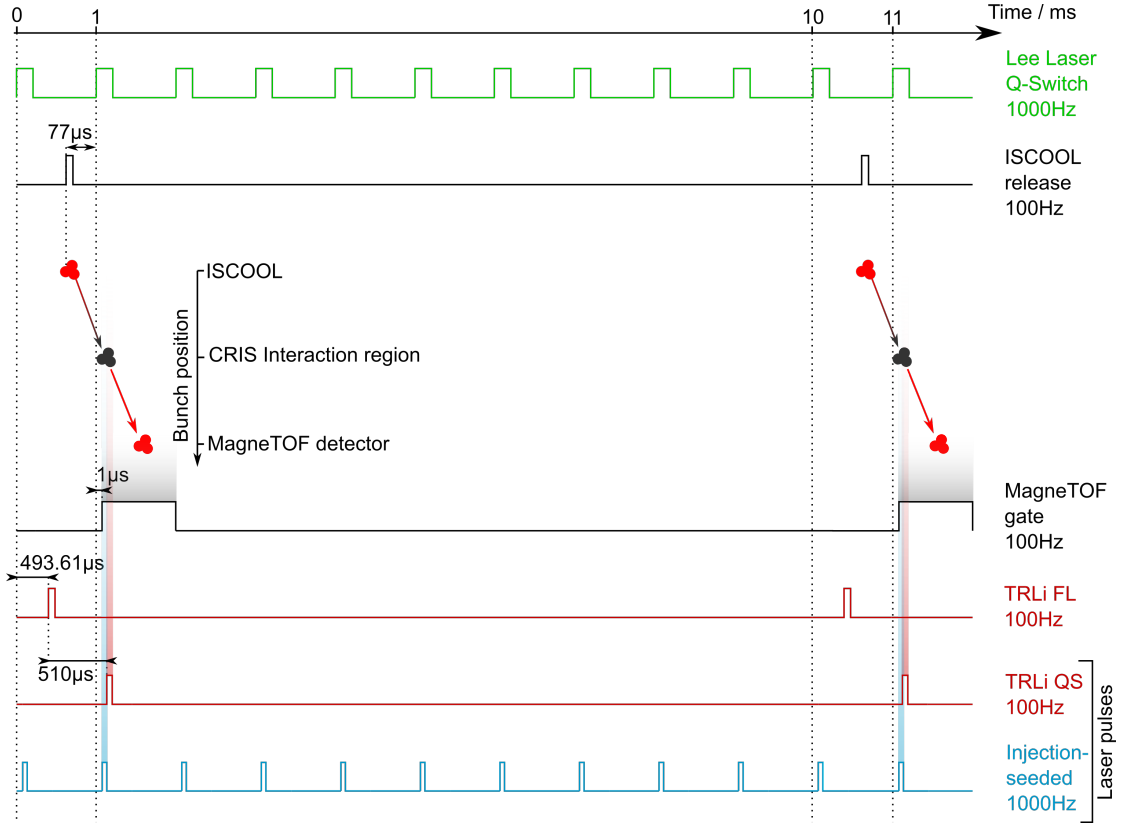 0
1
10
11
Time / ms
Lee Laser
Q-Switch
1000Hz
77µs
ISCOOL
release
100Hz
ISCOOL
CRIS Interaction region
MagneTOF detector
Bunch position
1µs
MagneTOF
gate
100Hz
493.61µs
TRLi FL
100Hz
510µs
TRLi QS
100Hz
Injection-
seeded
1000Hz
Laser pulses